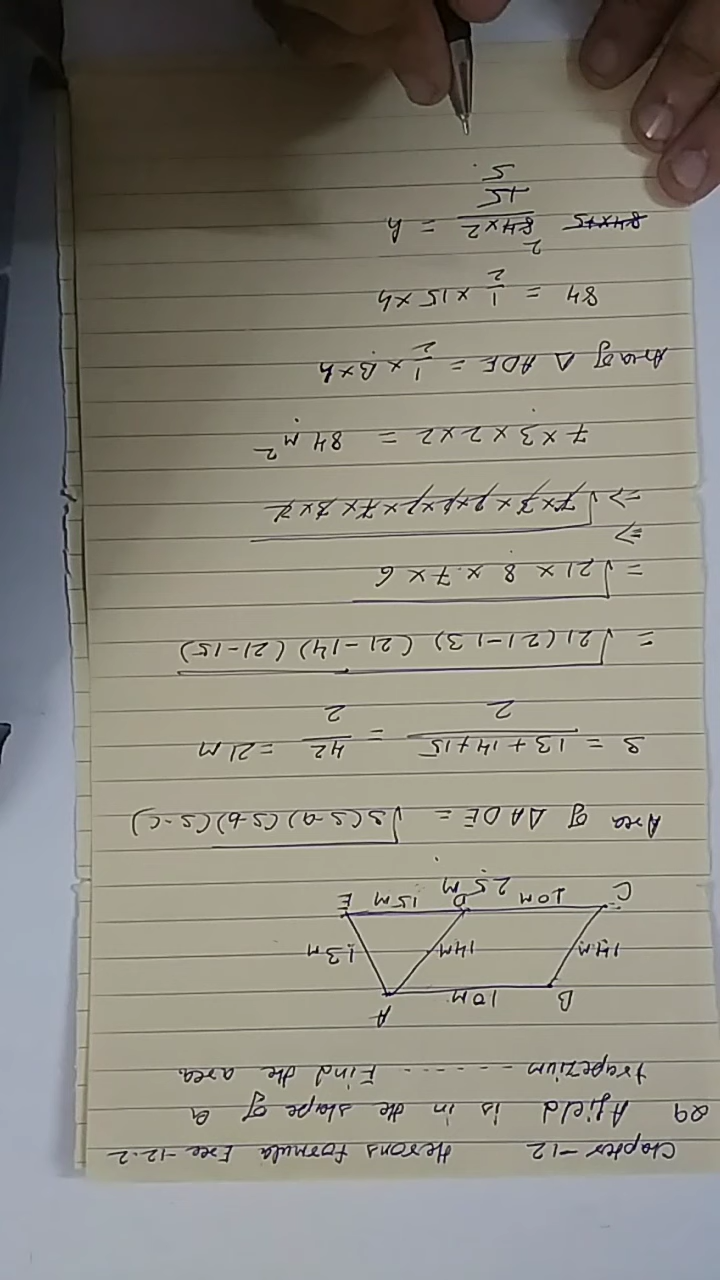 Chapter-12 Herons formula Exe-12.2
Q9 A field is in the shape of a
trapezium ------- Find the area
B 10M A
14M 14M 13M
C 10M D 15M E
25M
Area of ΔADE = √s(s-a)(s-b)(s-c)
S = 13+14+15/2 = 42/2 = 21M
= √21(21-13)(21-14)(21-15)
= √21×8×7×6
⇒
⇒ √7×3×2×2×2×7×3×2
7×3×2×2 = 84 M²
Area of Δ ADE = 1/2 × B × h
84 = 1/2 × 15 × h
84×15 84×2/15 = h
2
5